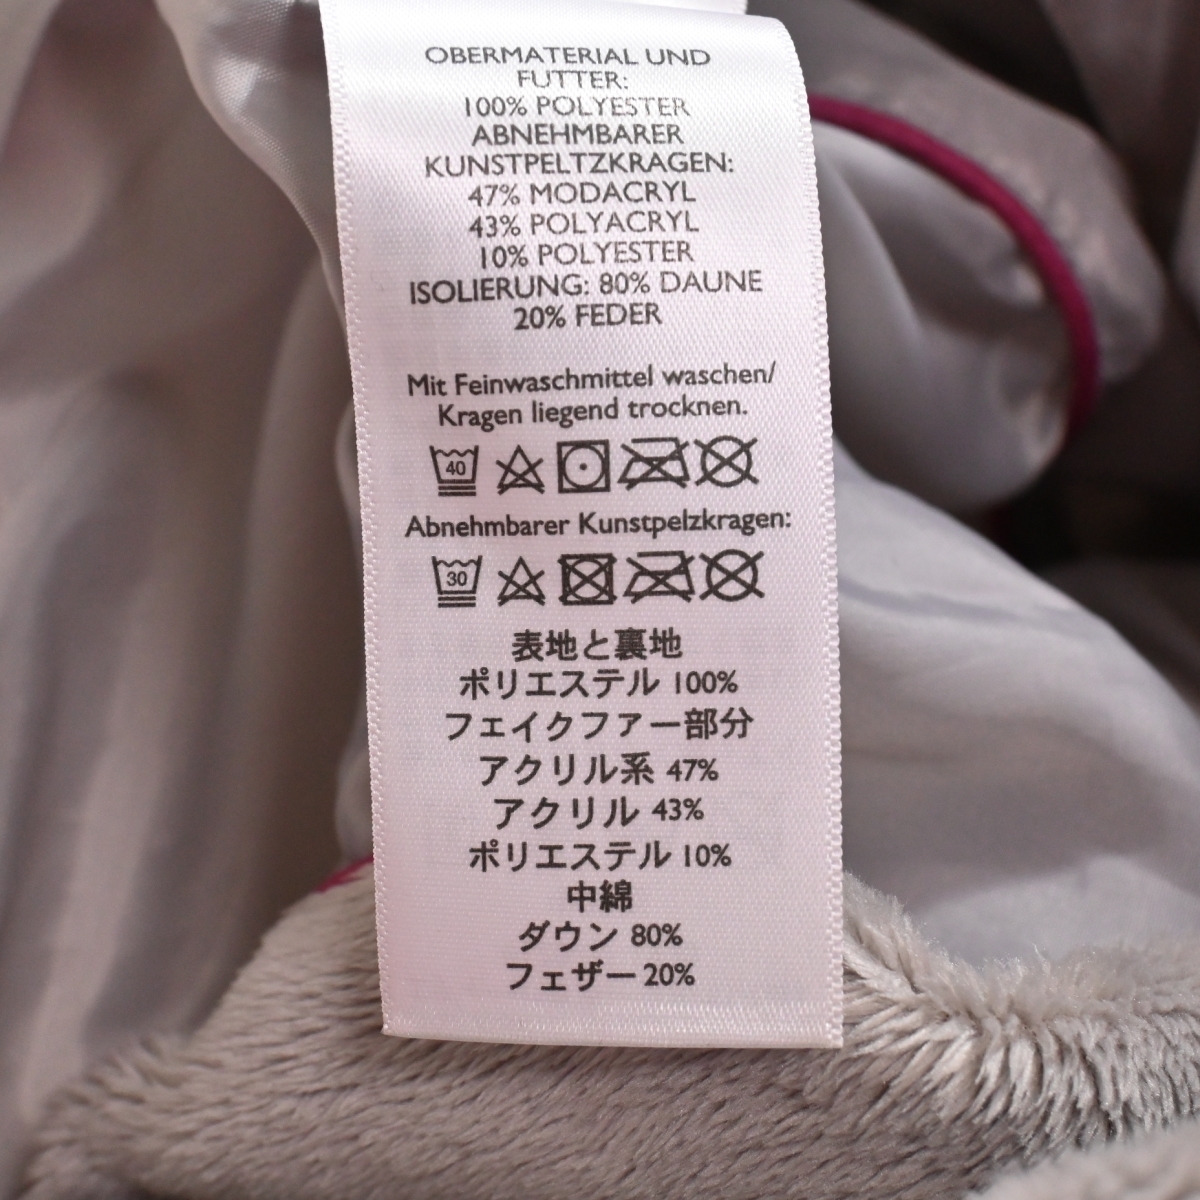 OBERMATERIAL UND
FUTTER:
100% POLYESTER
ABNEHMBARER
KUNSTPELTZKRAGEN:
47% MODACRYL
43% POLYACRYL
10% POLYESTER
ISOLIERUNG: 80% DAUNE
20% FEDER
Mit Feinwaschmittel waschen/
Kragen liegend trocknen.
40
Abnehmbarer Kunstpelzkragen:
30
表地と裏地
ポリエステル 100%
フェイクファー部分
アクリル系 47%
アクリル 43%
ポリエステル 10%
中綿
ダウン 80%
フェザー 20%